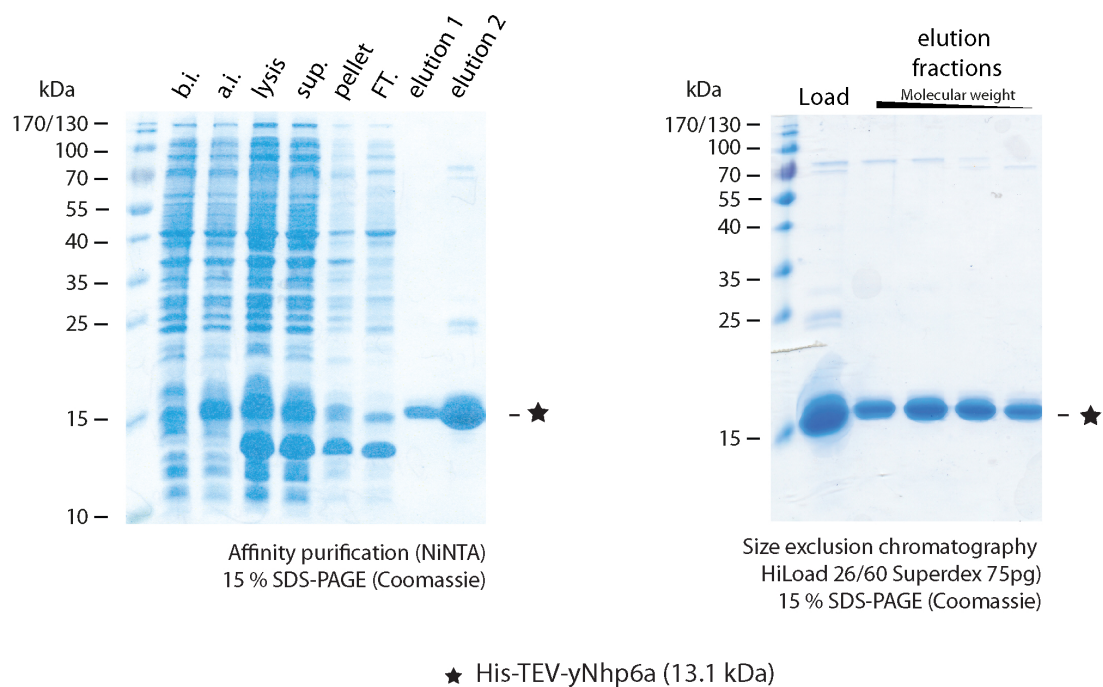 kDa
b.i.
a.i.
lysis
sup.
pellet
FT.
elution 1
elution 2
170/130
100
70
55
40
35
25
15
10
Affinity purification (NiNTA)
15 % SDS-PAGE (Coomassie)
kDa
Load
elution
fractions
Molecular weight
170/130
100
70
55
40
35
25
15
Size exclusion chromatography
HiLoad 26/60 Superdex 75pg)
15 % SDS-PAGE (Coomassie)
His-TEV-yNhp6a (13.1 kDa)